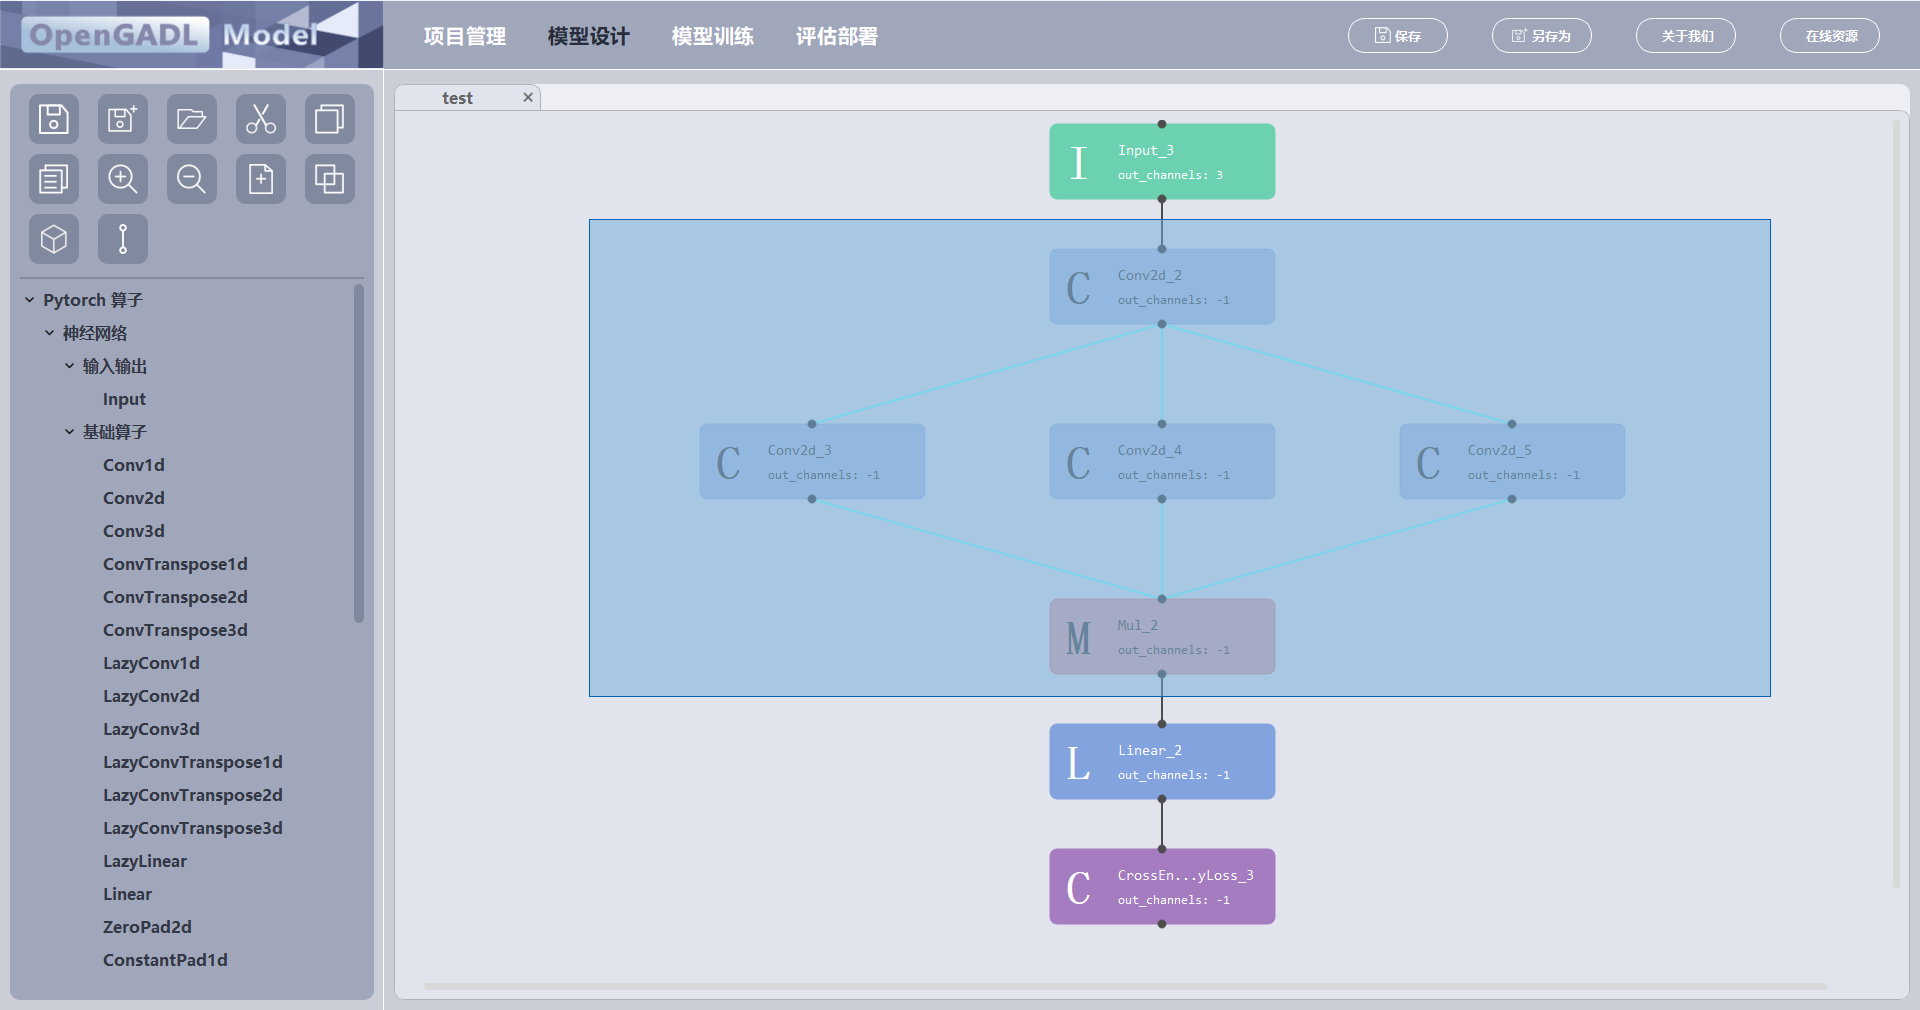 OpenGADL Model
项目管理 模型设计 模型训练 评估部署 保存 另存为 关于我们 在线资源
test
Pytorch 算子
神经网络
输入输出
Input
基础算子
Conv1d
Conv2d
Conv3d
ConvTranspose1d
ConvTranspose2d
ConvTranspose3d
LazyConv1d
LazyConv2d
LazyConv3d
LazyConvTranspose1d
LazyConvTranspose2d
LazyConvTranspose3d
LazyLinear
Linear
ZeroPad2d
ConstantPad1d
I
Input_3
out_channels: 3
C
Conv2d_2
out_channels: -1
C
Conv2d_3
out_channels: -1
C
Conv2d_4
out_channels: -1
C
Conv2d_5
out_channels: -1
M
Mul_2
out_channels: -1
L
Linear_2
out_channels: -1
C
CrossEn...yLoss_3
out_channels: -1